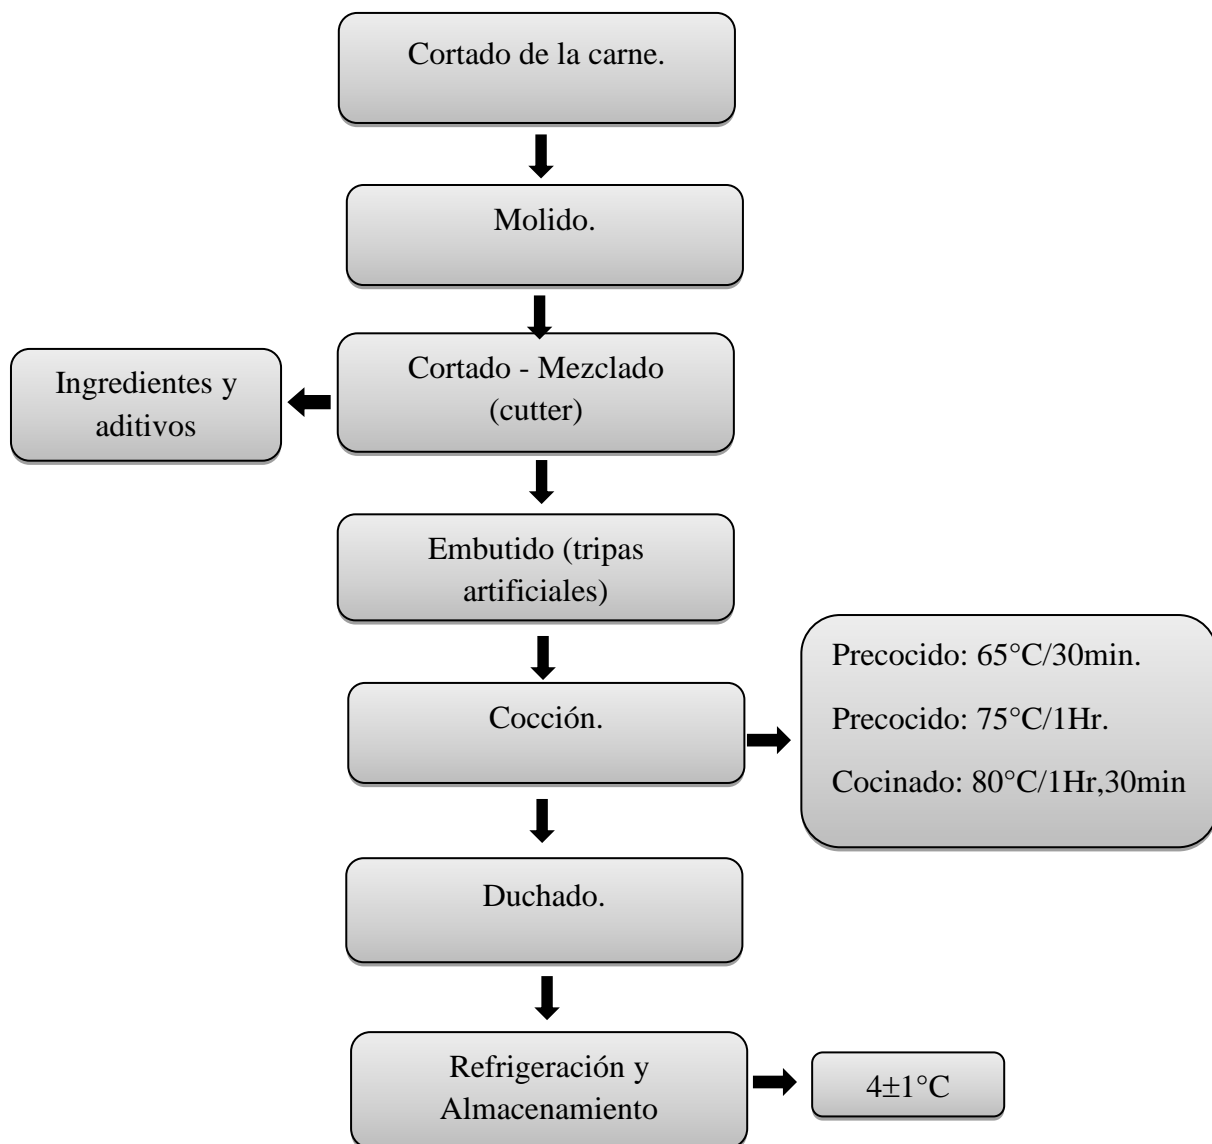 Cortado de la carne.
Molido.
Ingredientes y
aditivos
Cortado - Mezclado
(cutter)
Embutido (tripas
artificiales)
Cocción.
Precocido: 65°C/30min.
Precocido: 75°C/1Hr.
Cocinado: 80°C/1Hr,30min
Duchado.
Refrigeración y
Almacenamiento
4±1°C